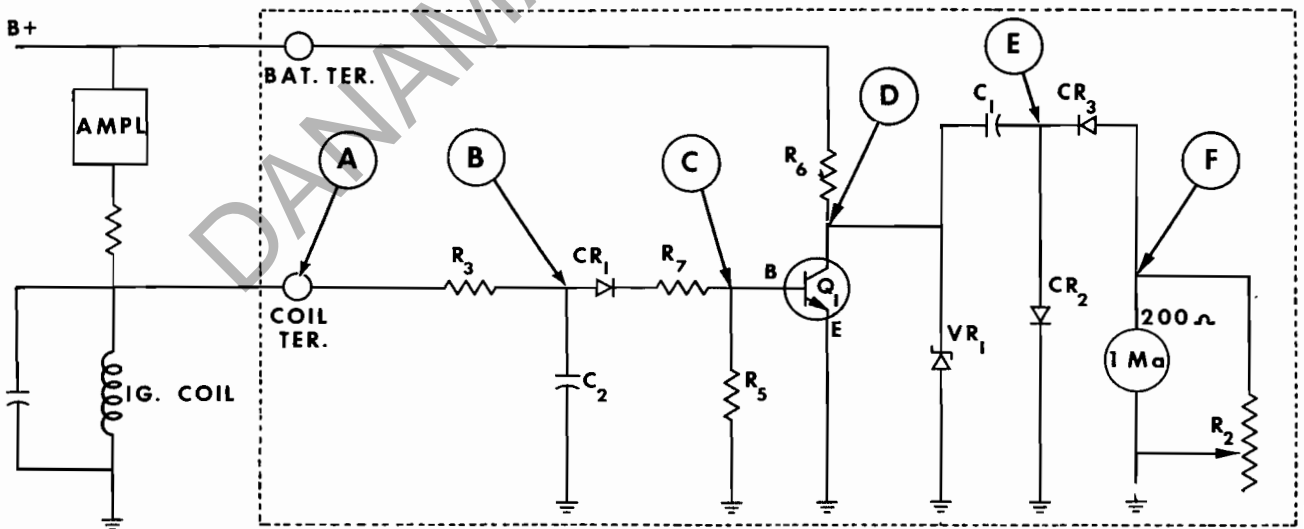 B+
BAT. TER.
AMPL
A
B
C
D
E
F
R6
C1
CR3
R3
CR1
R7
B
Q1
E
COIL
TER.
IG. COIL
C2
R5
VR1
CR2
200 Ω
1 Ma
R2